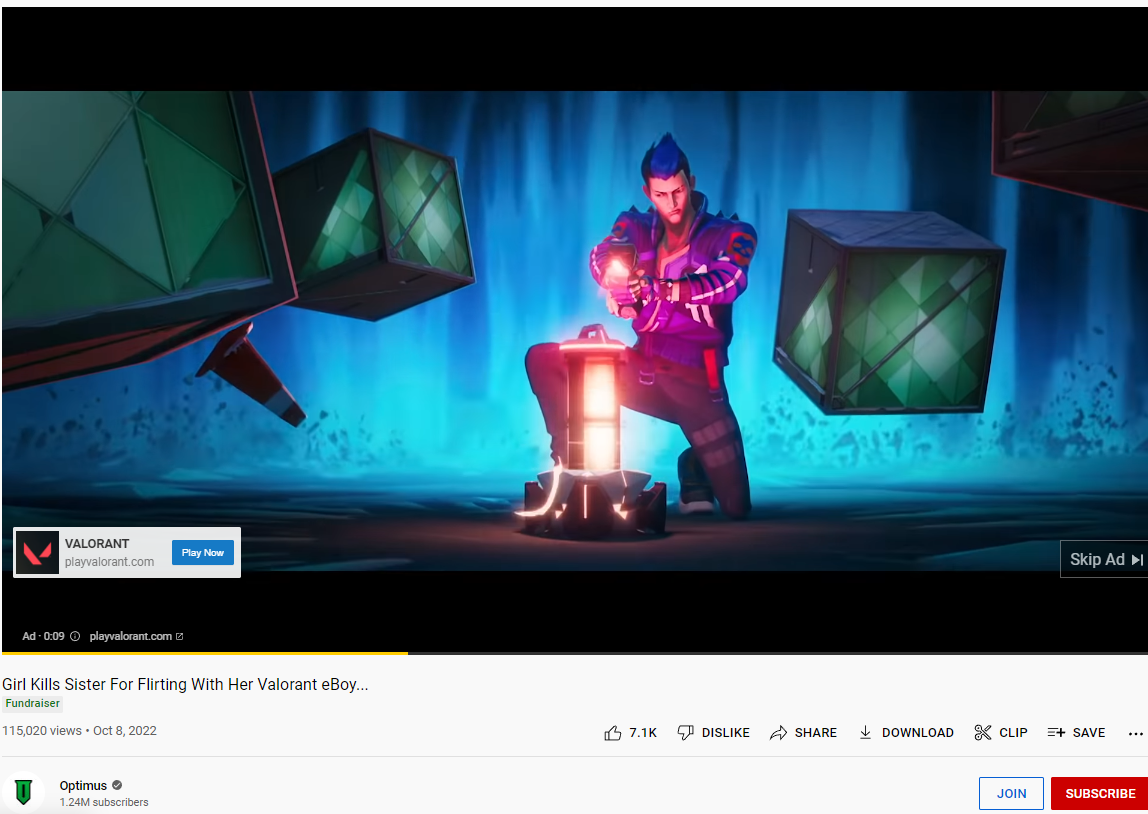 VALORANT
playvalorant.com
Play Now
Skip Ad
Ad · 0:09 playvalorant.com
Girl Kills Sister For Flirting With Her Valorant eBoy...
Fundraiser
115,020 views • Oct 8, 2022
7.1K DISLIKE SHARE DOWNLOAD CLIP SAVE
Optimus
1.24M subscribers
JOIN SUBSCRIBE